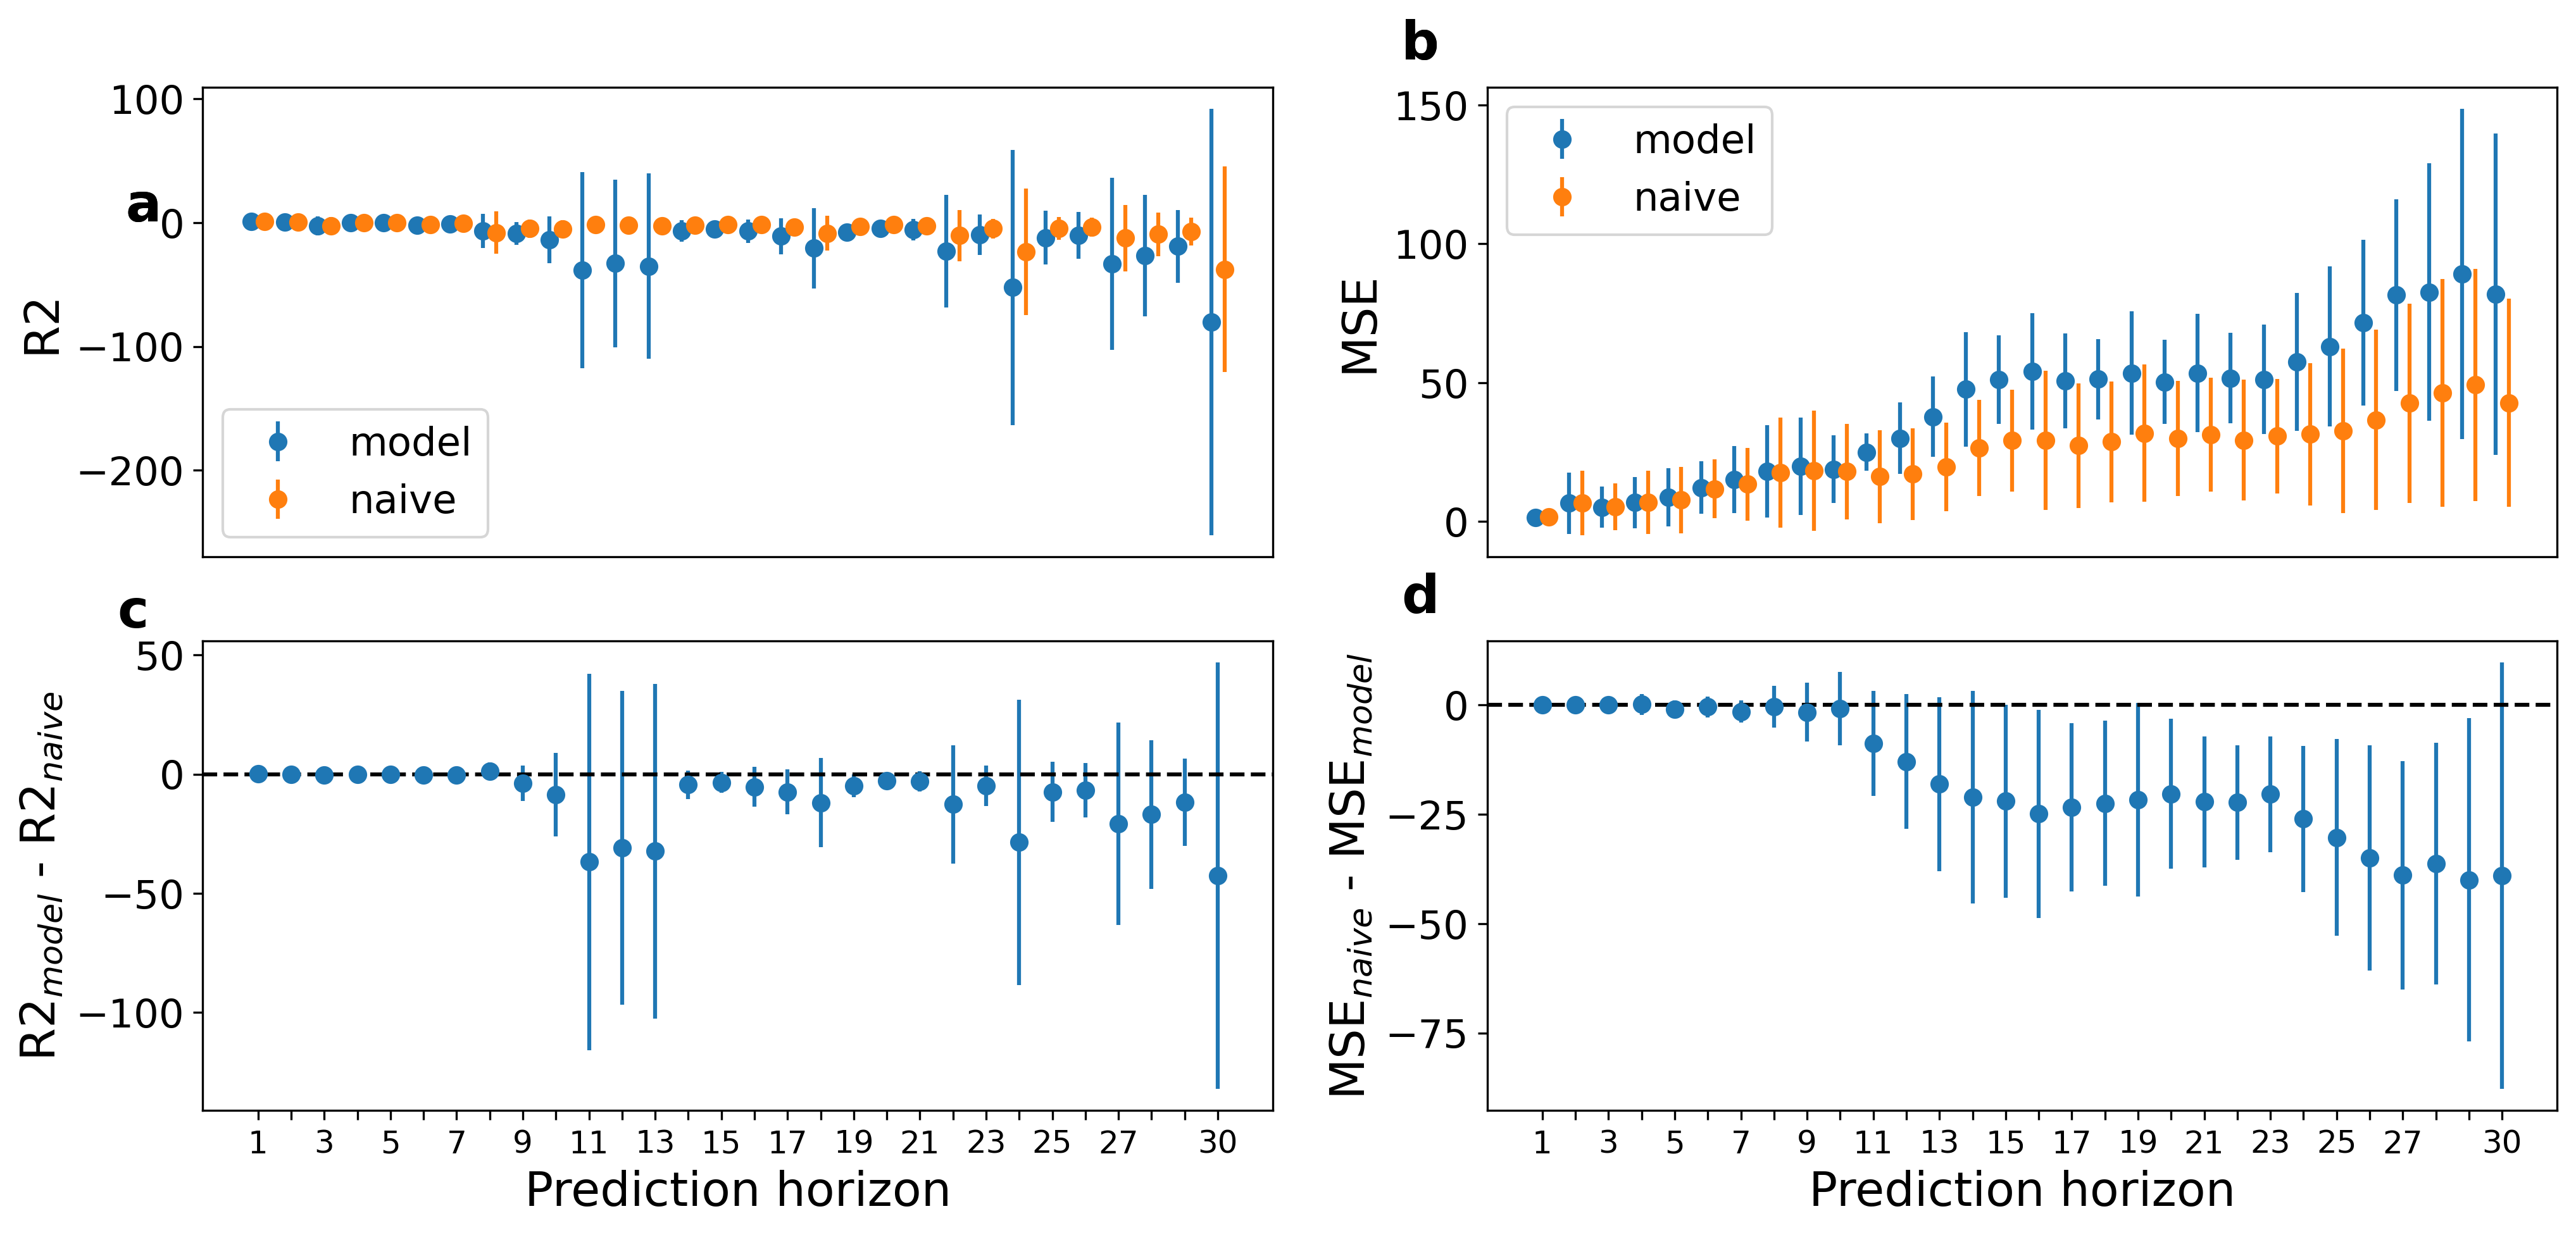 a
100
0
−100
−200
R2
model
naive
b
150
100
50
0
MSE
model
naive
c
50
0
−50
−100
R2model - R2naive
1 3 5 7 9 11 13 15 17 19 21 23 25 27 30
Prediction horizon
d
0
−25
−50
−75
MSEnaive - MSEmodel
1 3 5 7 9 11 13 15 17 19 21 23 25 27 30
Prediction horizon